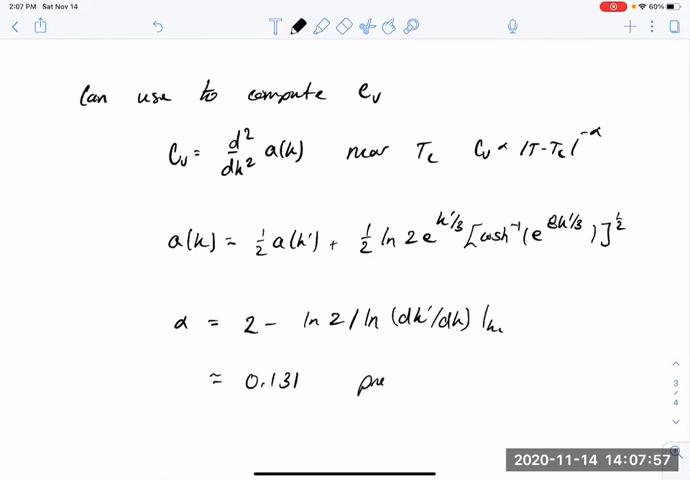 2:07 PM Sat Nov 14
60%
Can use to compute Cv
Cv = d²/dK² a(K) near Tc Cv ∝ |T-Tc|^-α
a(K) = ½ a(K') + ½ ln 2 e^K'/3 [cosh⁻¹(e^8K'/3)]^½
α = 2 - ln 2 / ln (dK'/dK) |Kc
≈ 0.131 pre
3
/
4
2020-11-14 14:07:57